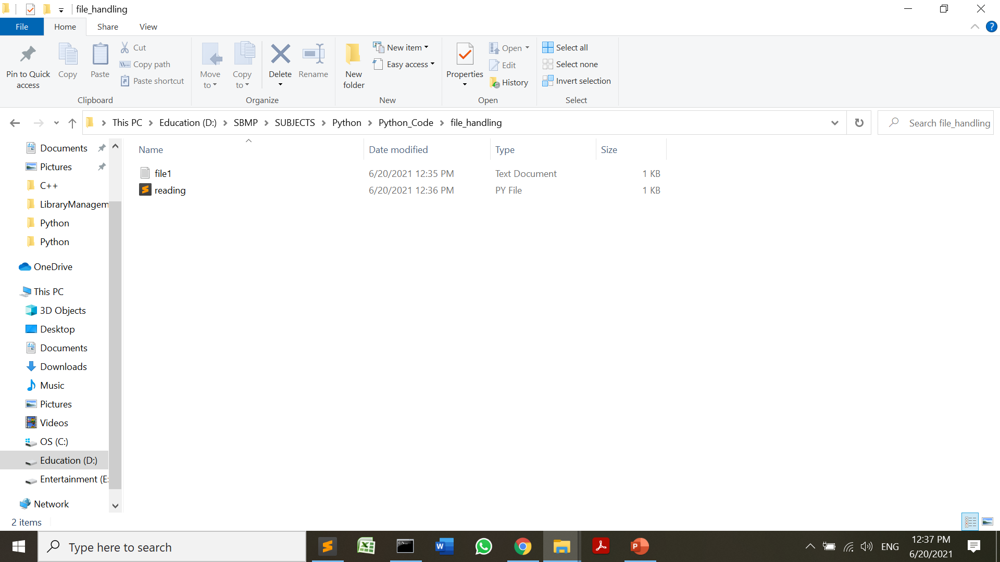 file_handling
File Home Share View
Pin to Quick access
Copy
Paste
Cut
Copy path
Paste shortcut
Clipboard
Move to
Copy to
Delete
Rename
Organize
New folder
New item
Easy access
New
Properties
Open
Edit
History
Open
Select all
Select none
Invert selection
Select
This PC Education (D:) SBMP SUBJECTS Python Python_Code file_handling
Search file_handling
Documents
Pictures
C++
LibraryManagem
Python
Python
OneDrive
This PC
3D Objects
Desktop
Documents
Downloads
Music
Pictures
Videos
OS (C:)
Education (D:)
Entertainment (E:
Network
Name Date modified Type Size
file1 6/20/2021 12:35 PM Text Document 1 KB
reading 6/20/2021 12:36 PM PY File 1 KB
2 items
Type here to search
ENG
12:37 PM
6/20/2021